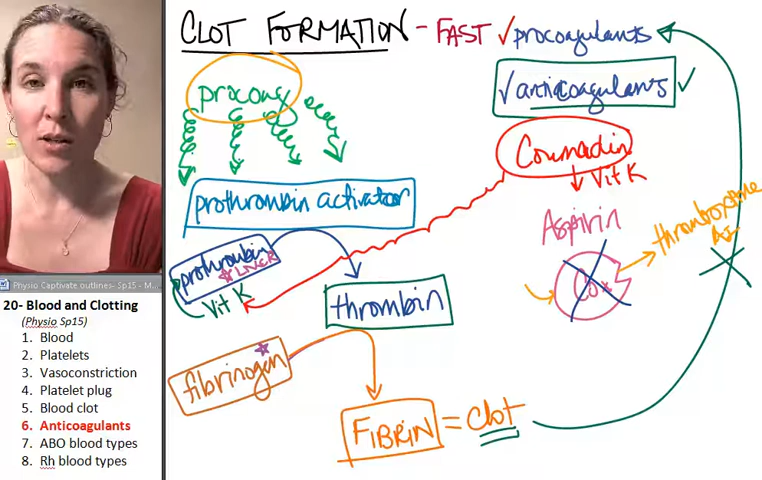 CLOT FORMATION - FAST ✓procoagulants
procoag
✓anticoagulants ✓
Coumadin
↓ Vit K
prothrombin activator
Aspirin
thromboxane
A2
prothrombin
*LIVER
Vit K
Cox
thrombin
fibrinogen *
FIBRIN = Clot
Physio Captivate outlines- Sp15 - M...
20- Blood and Clotting
(Physio Sp15)
1. Blood
2. Platelets
3. Vasoconstriction
4. Platelet plug
5. Blood clot
6. Anticoagulants
7. ABO blood types
8. Rh blood types